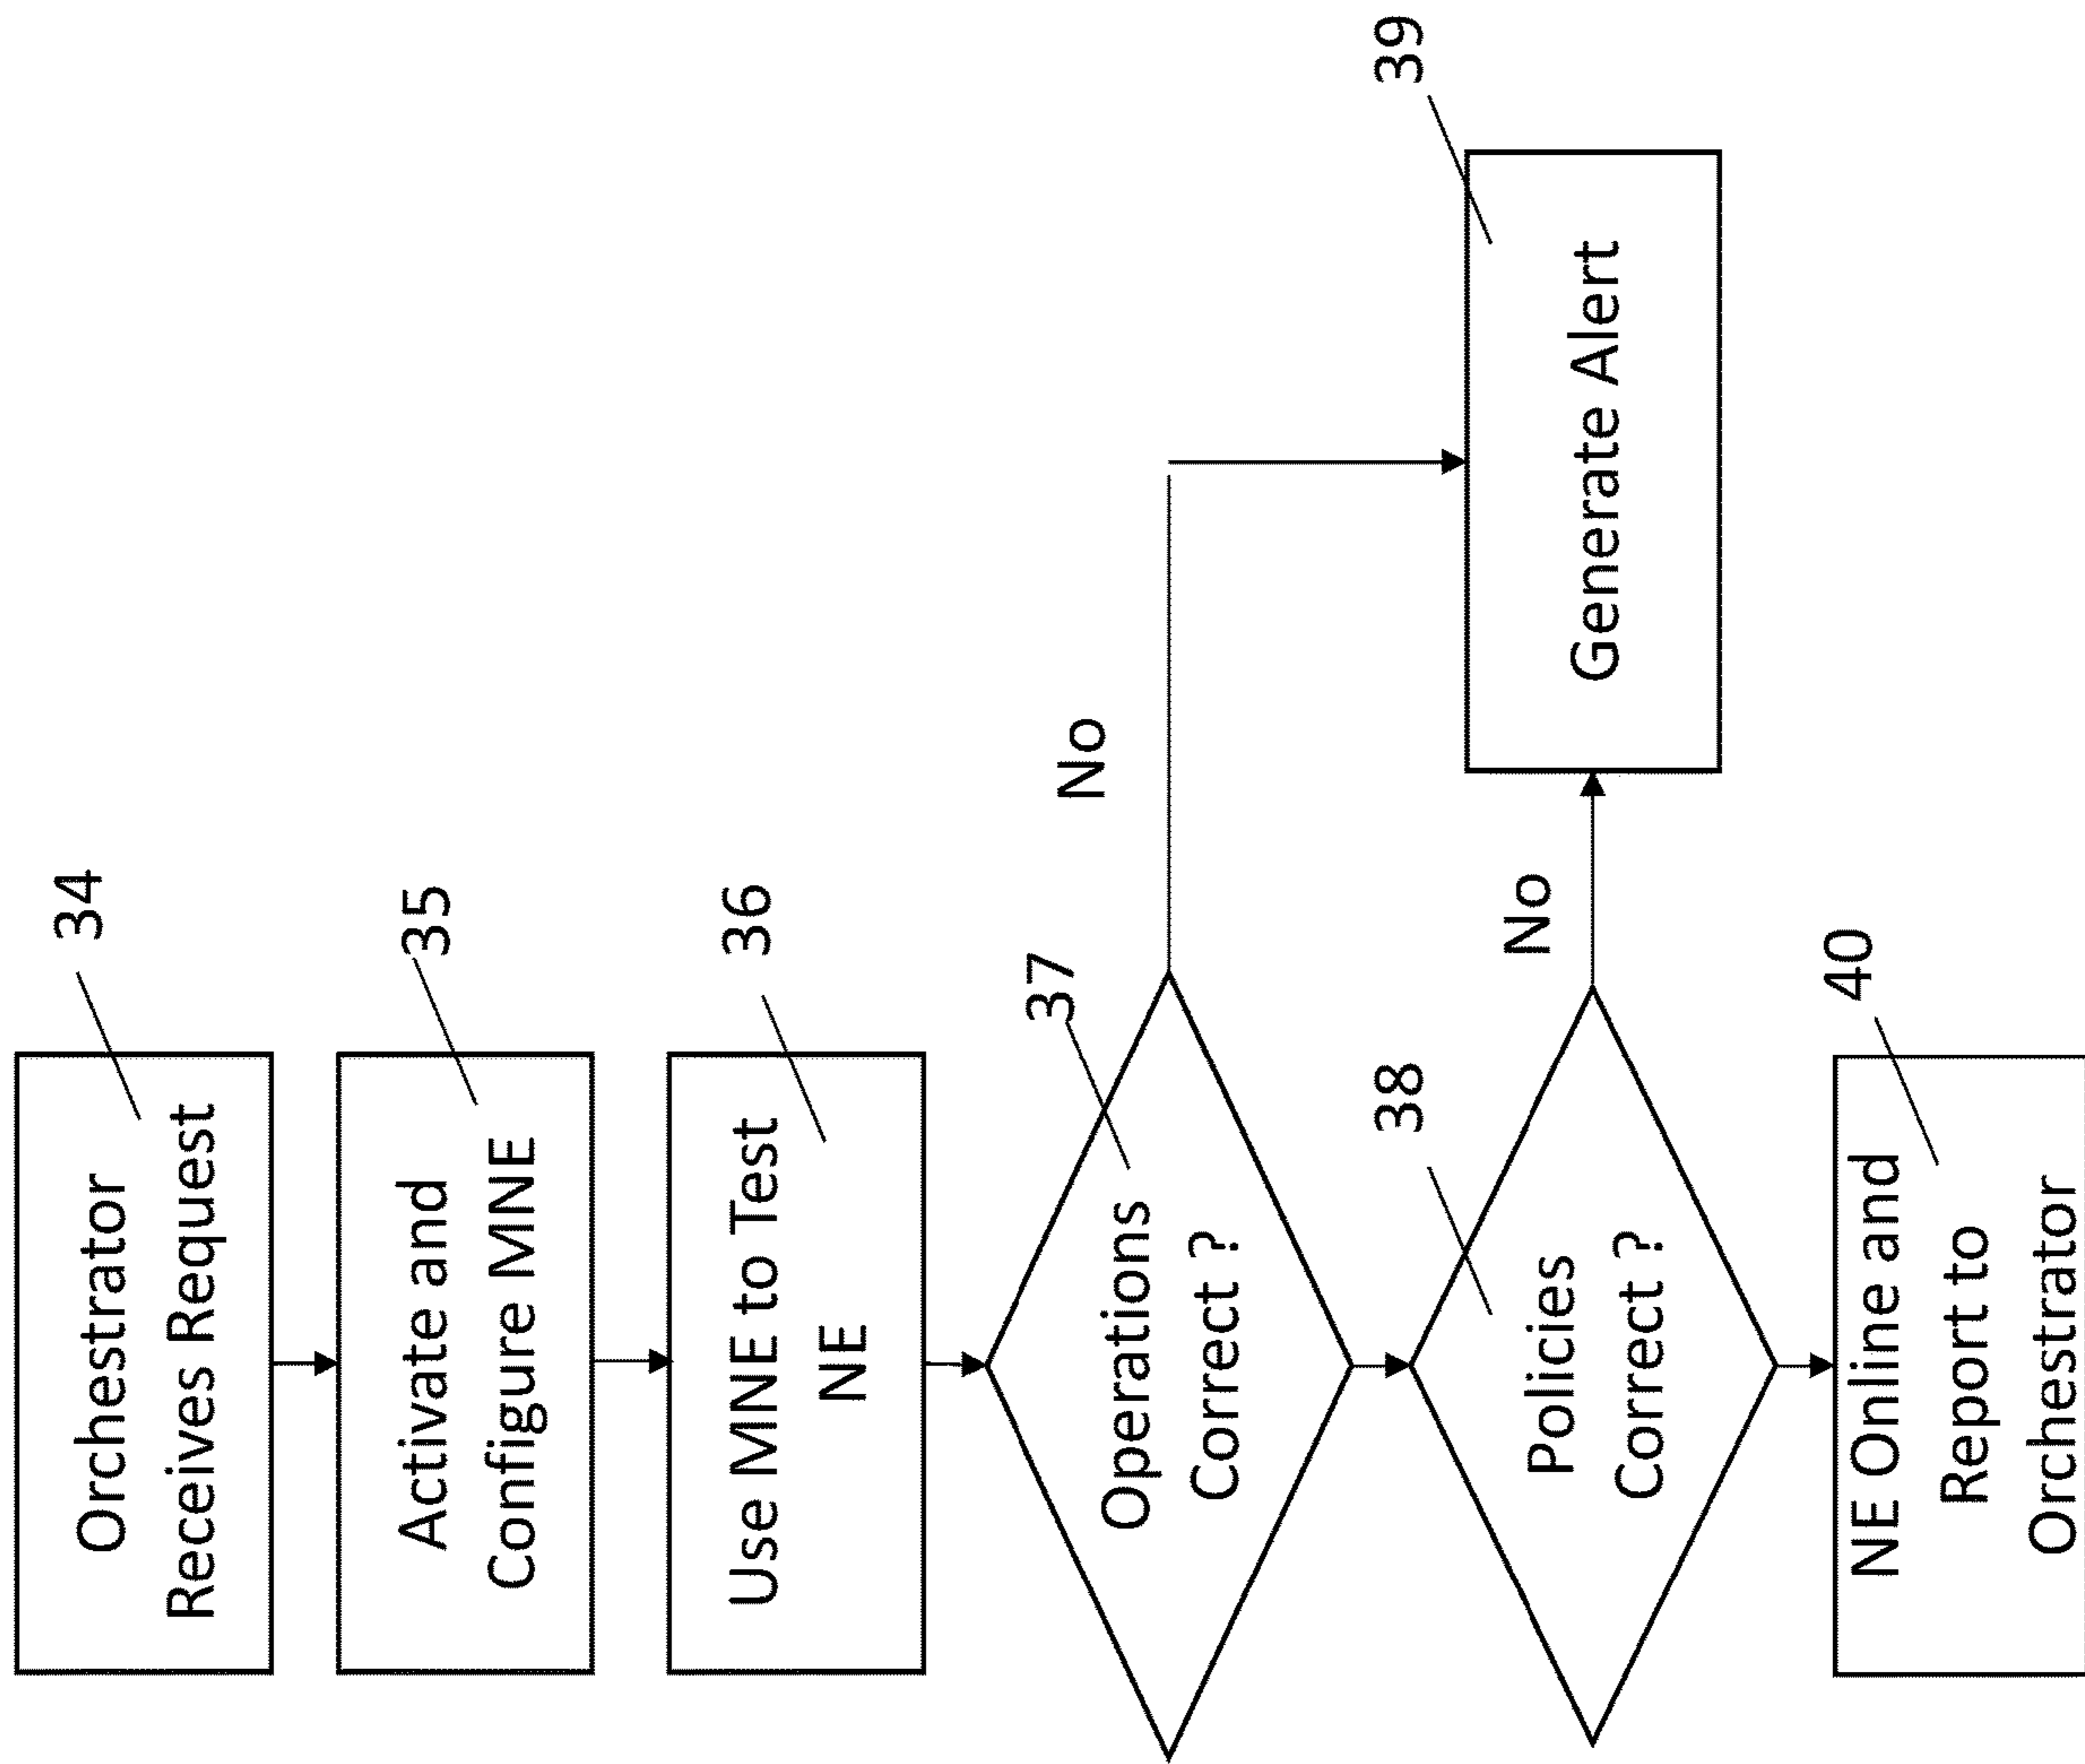 Orchestrator
Receives Request
34
Activate and
Configure MNE
35
Use MNE to Test
NE
36
Operations
Correct ?
37
No
Policies
Correct ?
38
No
Generate Alert
39
NE Online and
Report to
Orchestrator
40